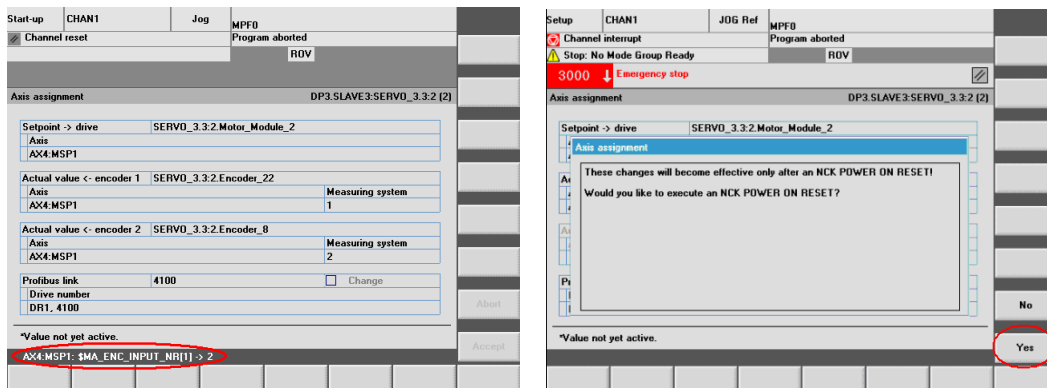 Start-up CHAN1 Jog MPF0
Channel reset Program aborted
ROV
Axis assignment DP3.SLAVE3:SERVO_3.3:2 (2)
Setpoint -> drive SERVO_3.3:2.Motor_Module_2
Axis
AX4:MSP1
Actual value <- encoder 1 SERVO_3.3:2.Encoder_22
Axis Measuring system
AX4:MSP1 1
Actual value <- encoder 2 SERVO_3.3:2.Encoder_8
Axis Measuring system
AX4:MSP1 2
Profibus link 4100 Change
Drive number
DR1, 4100
Abort
*Value not yet active.
Accept
AX4:MSP1: $MA_ENC_INPUT_NR[1] -> 2
Setup CHAN1 JOG Ref MPF0
Channel interrupt Program aborted
Stop: No Mode Group Ready ROV
3000 Emergency stop
Axis assignment DP3.SLAVE3:SERVO_3.3:2 (2)
Setpoint -> drive SERVO_3.3:2.Motor_Module_2
Axis assignment
These changes will become effective only after an NCK POWER ON RESET!
Would you like to execute an NCK POWER ON RESET?
No
*Value not yet active.
Yes